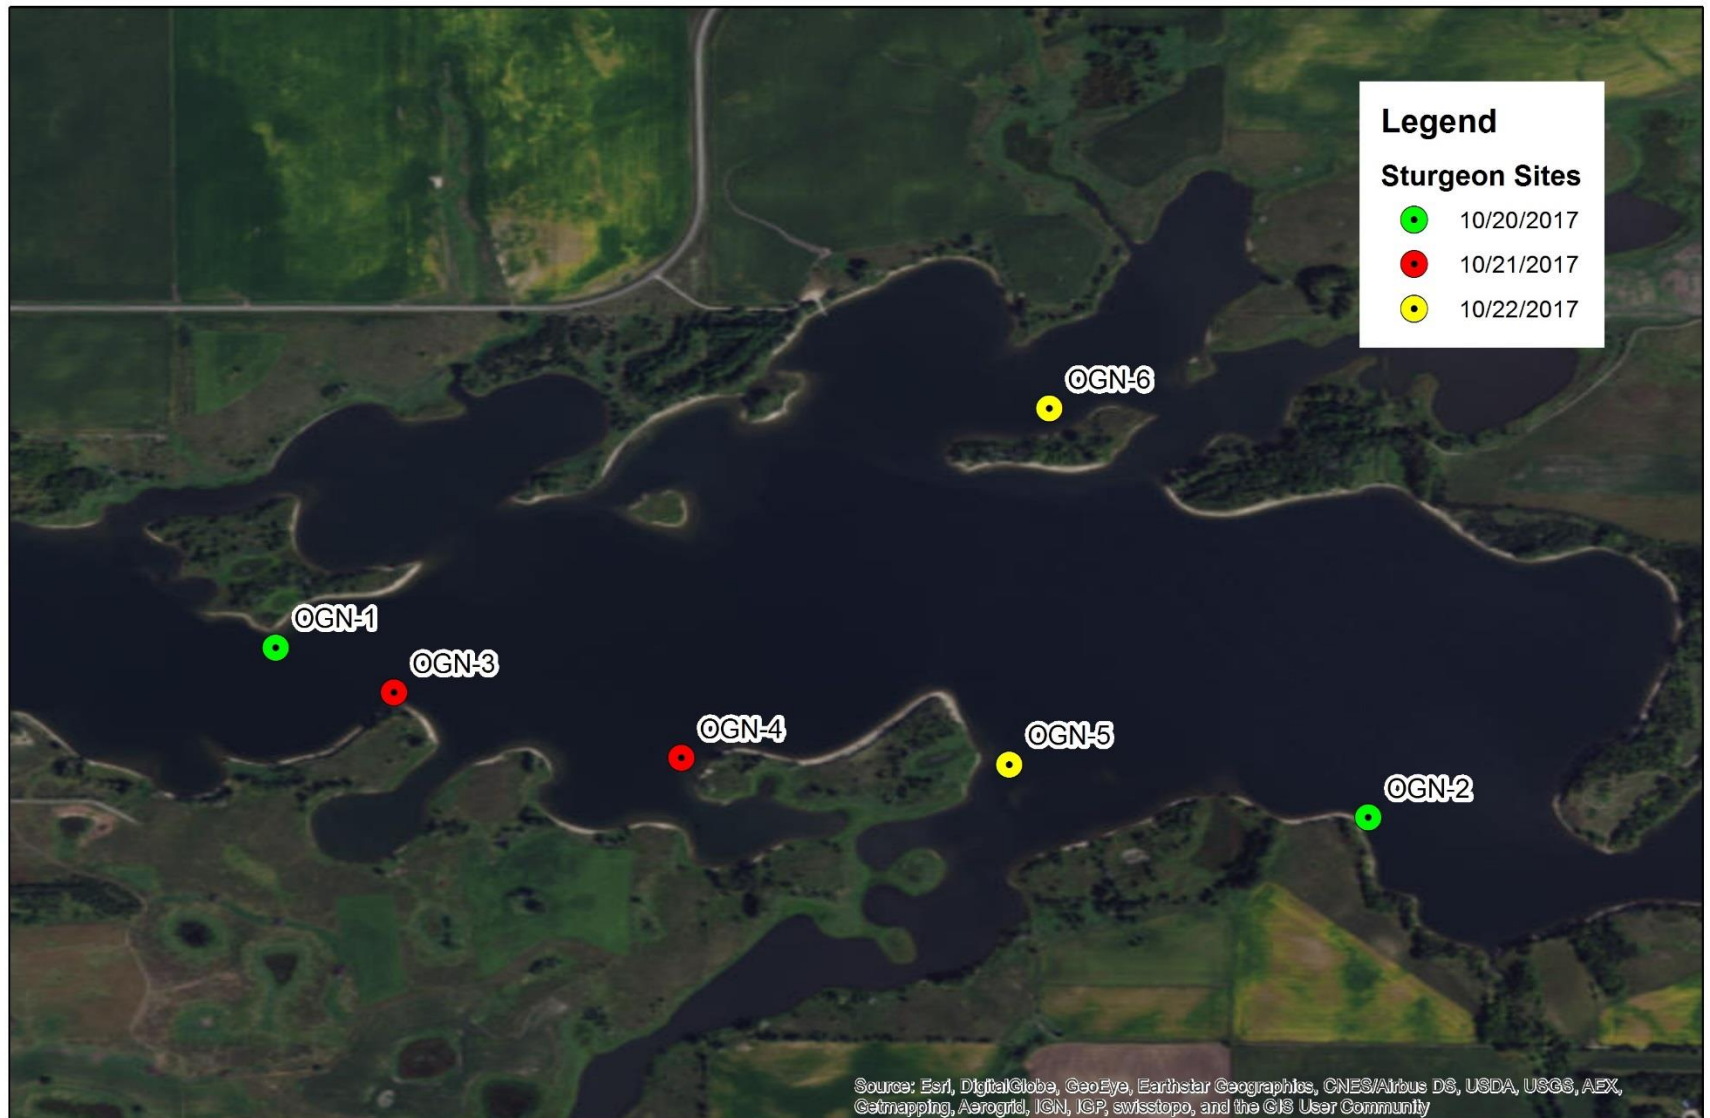 Legend
Sturgeon Sites
10/20/2017
10/21/2017
10/22/2017
OGN-6
OGN-1
OGN-3
OGN-4
OGN-5
OGN-2
Source: Esri, DigitalGlobe, GeoEye, Earthstar Geographics, CNES/Airbus DS, USDA, USGS, AEX,
Getmapping, Aerogrid, IGN, IGP, swisstopo, and the GIS User Community